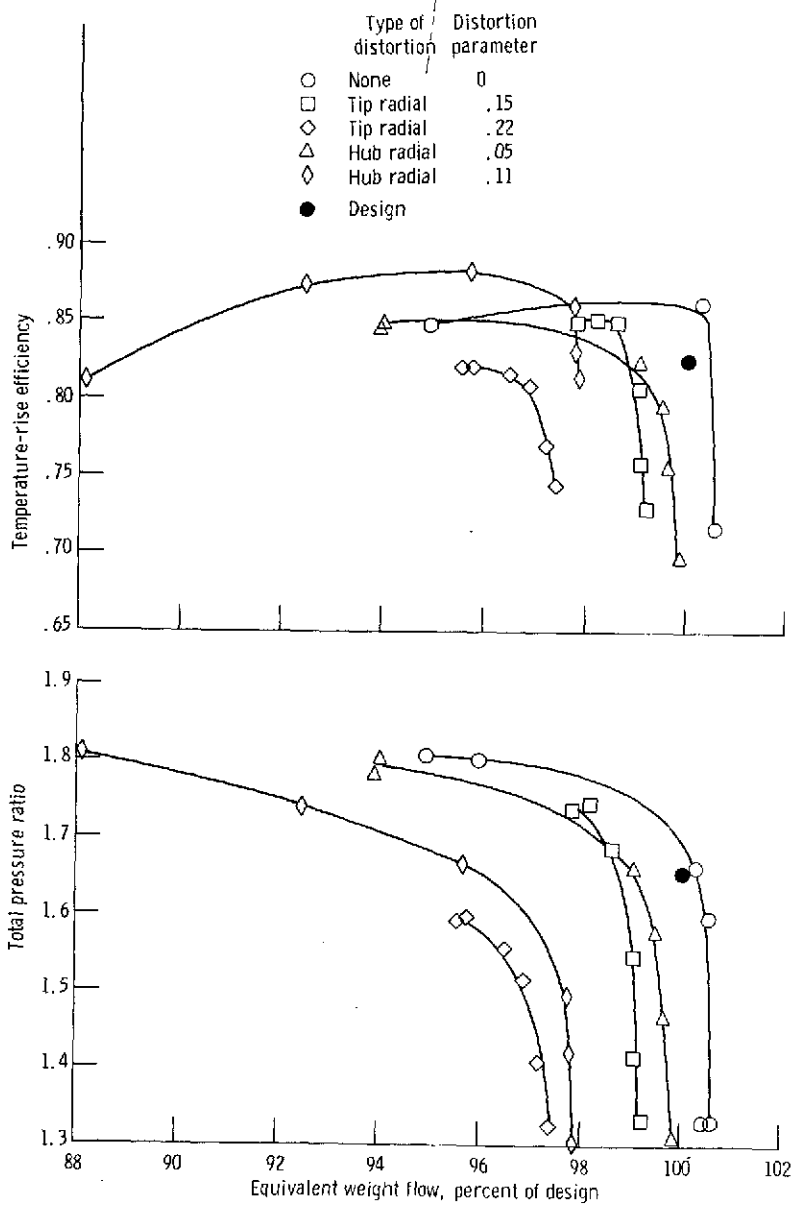 Type of distortion Distortion parameter
None 0
Tip radial .15
Tip radial .22
Hub radial .05
Hub radial .11
Design
Temperature-rise efficiency
.90
.85
.80
.75
.70
.65
Total pressure ratio
1.9
1.8
1.7
1.6
1.5
1.4
1.3
88 90 92 94 96 98 100 102
Equivalent weight flow, percent of design